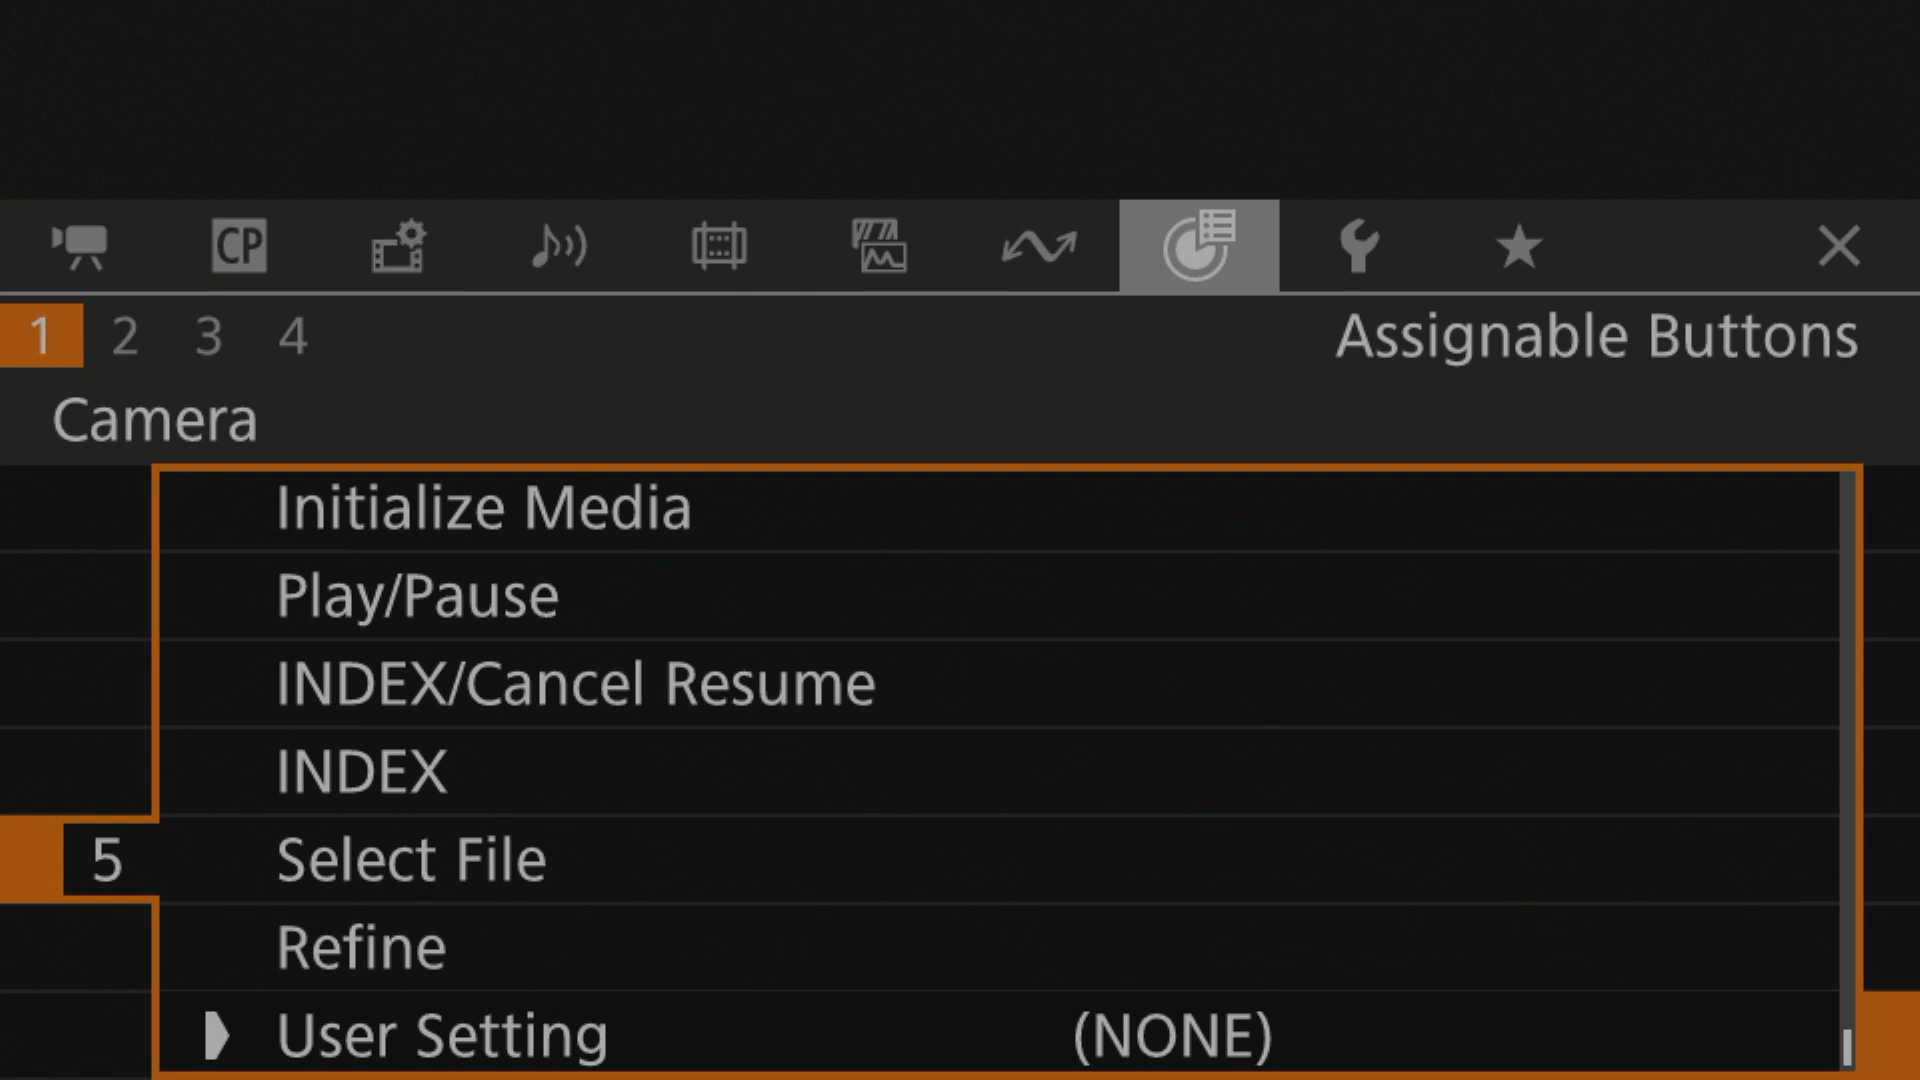 CP
1 2 3 4 Assignable Buttons
Camera
Initialize Media
Play/Pause
INDEX/Cancel Resume
INDEX
5 Select File
Refine
User Setting (NONE)